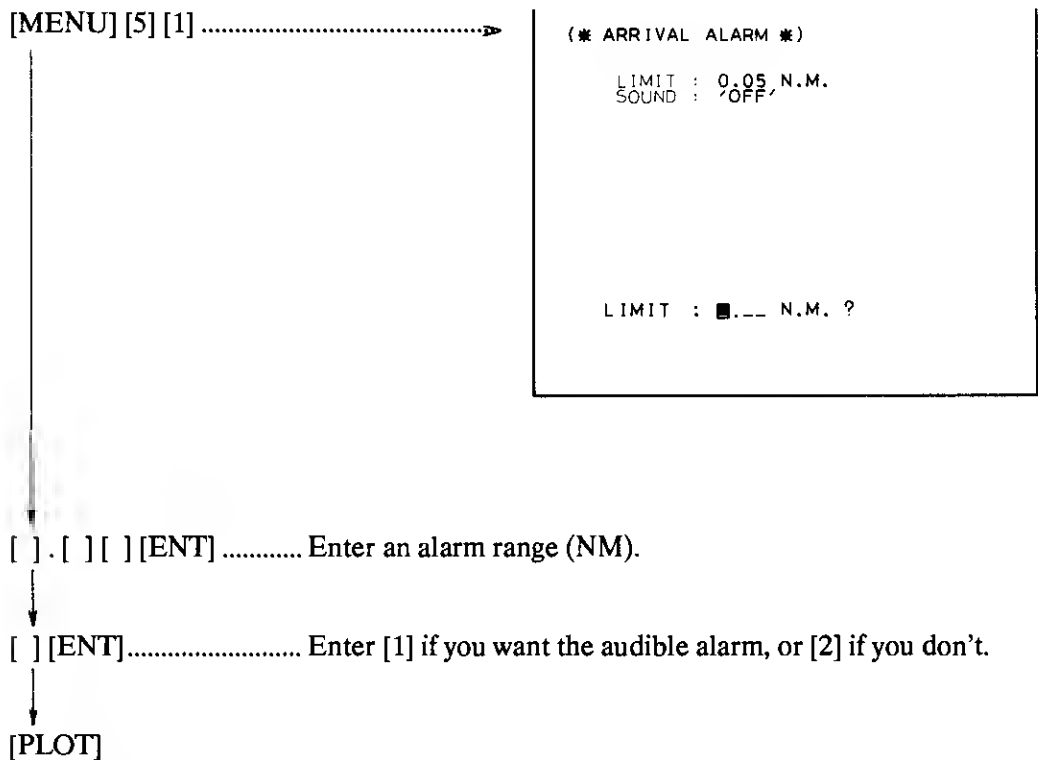 [MENU] [5] [1] ........................................
(✱ ARRIVAL ALARM ✱)
LIMIT : 0.05 N.M.
SOUND : 'OFF'
LIMIT : ■.__ N.M. ?
[ ] . [ ] [ ] [ENT] ............ Enter an alarm range (NM).
[ ] [ENT].......................... Enter [1] if you want the audible alarm, or [2] if you don't.
[PLOT]